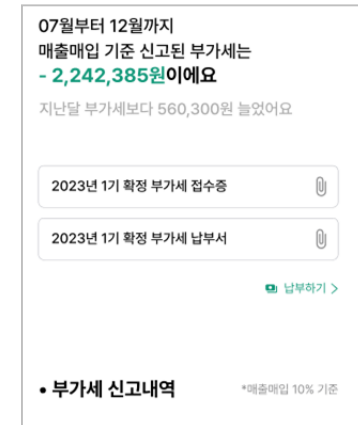 07월부터 12월까지
매출매입 기준 신고된 부가세는
- 2,242,385원이에요
지난달 부가세보다 560,300원 늘었어요
2023년 1기 확정 부가세 접수증
2023년 1기 확정 부가세 납부서
납부하기 >
• 부가세 신고내역 *매출매입 10% 기준